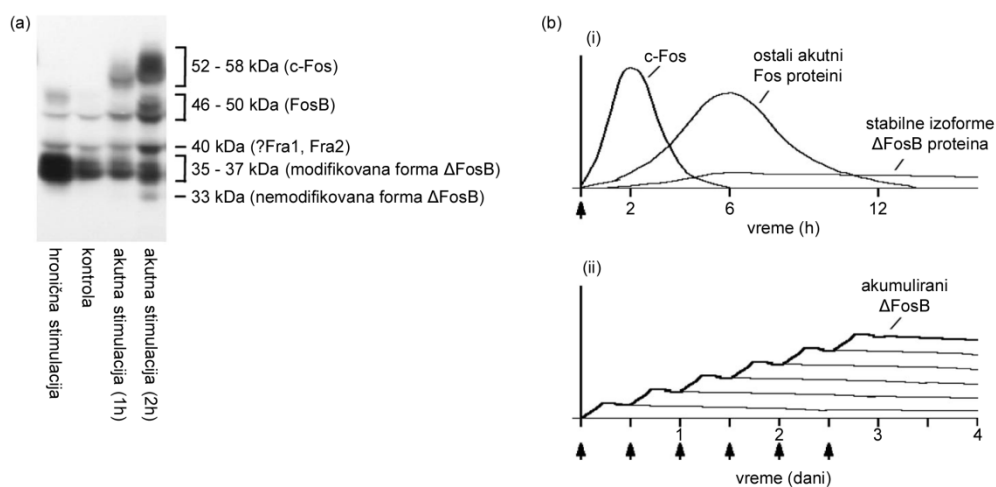 (a)
52 - 58 kDa (c-Fos)
46 - 50 kDa (FosB)
40 kDa (?Fra1, Fra2)
35 - 37 kDa (modifikovana forma ΔFosB)
33 kDa (nemodifikovana forma ΔFosB)
hronična stimulacija
kontrola
akutna stimulacija (1h)
akutna stimulacija (2h)
(b)
(i)
c-Fos
ostali akutni
Fos proteini
stabilne izoforme
ΔFosB proteina
2
6
12
vreme (h)
(ii)
akumulirani
ΔFosB
1
2
3
4
vreme (dani)